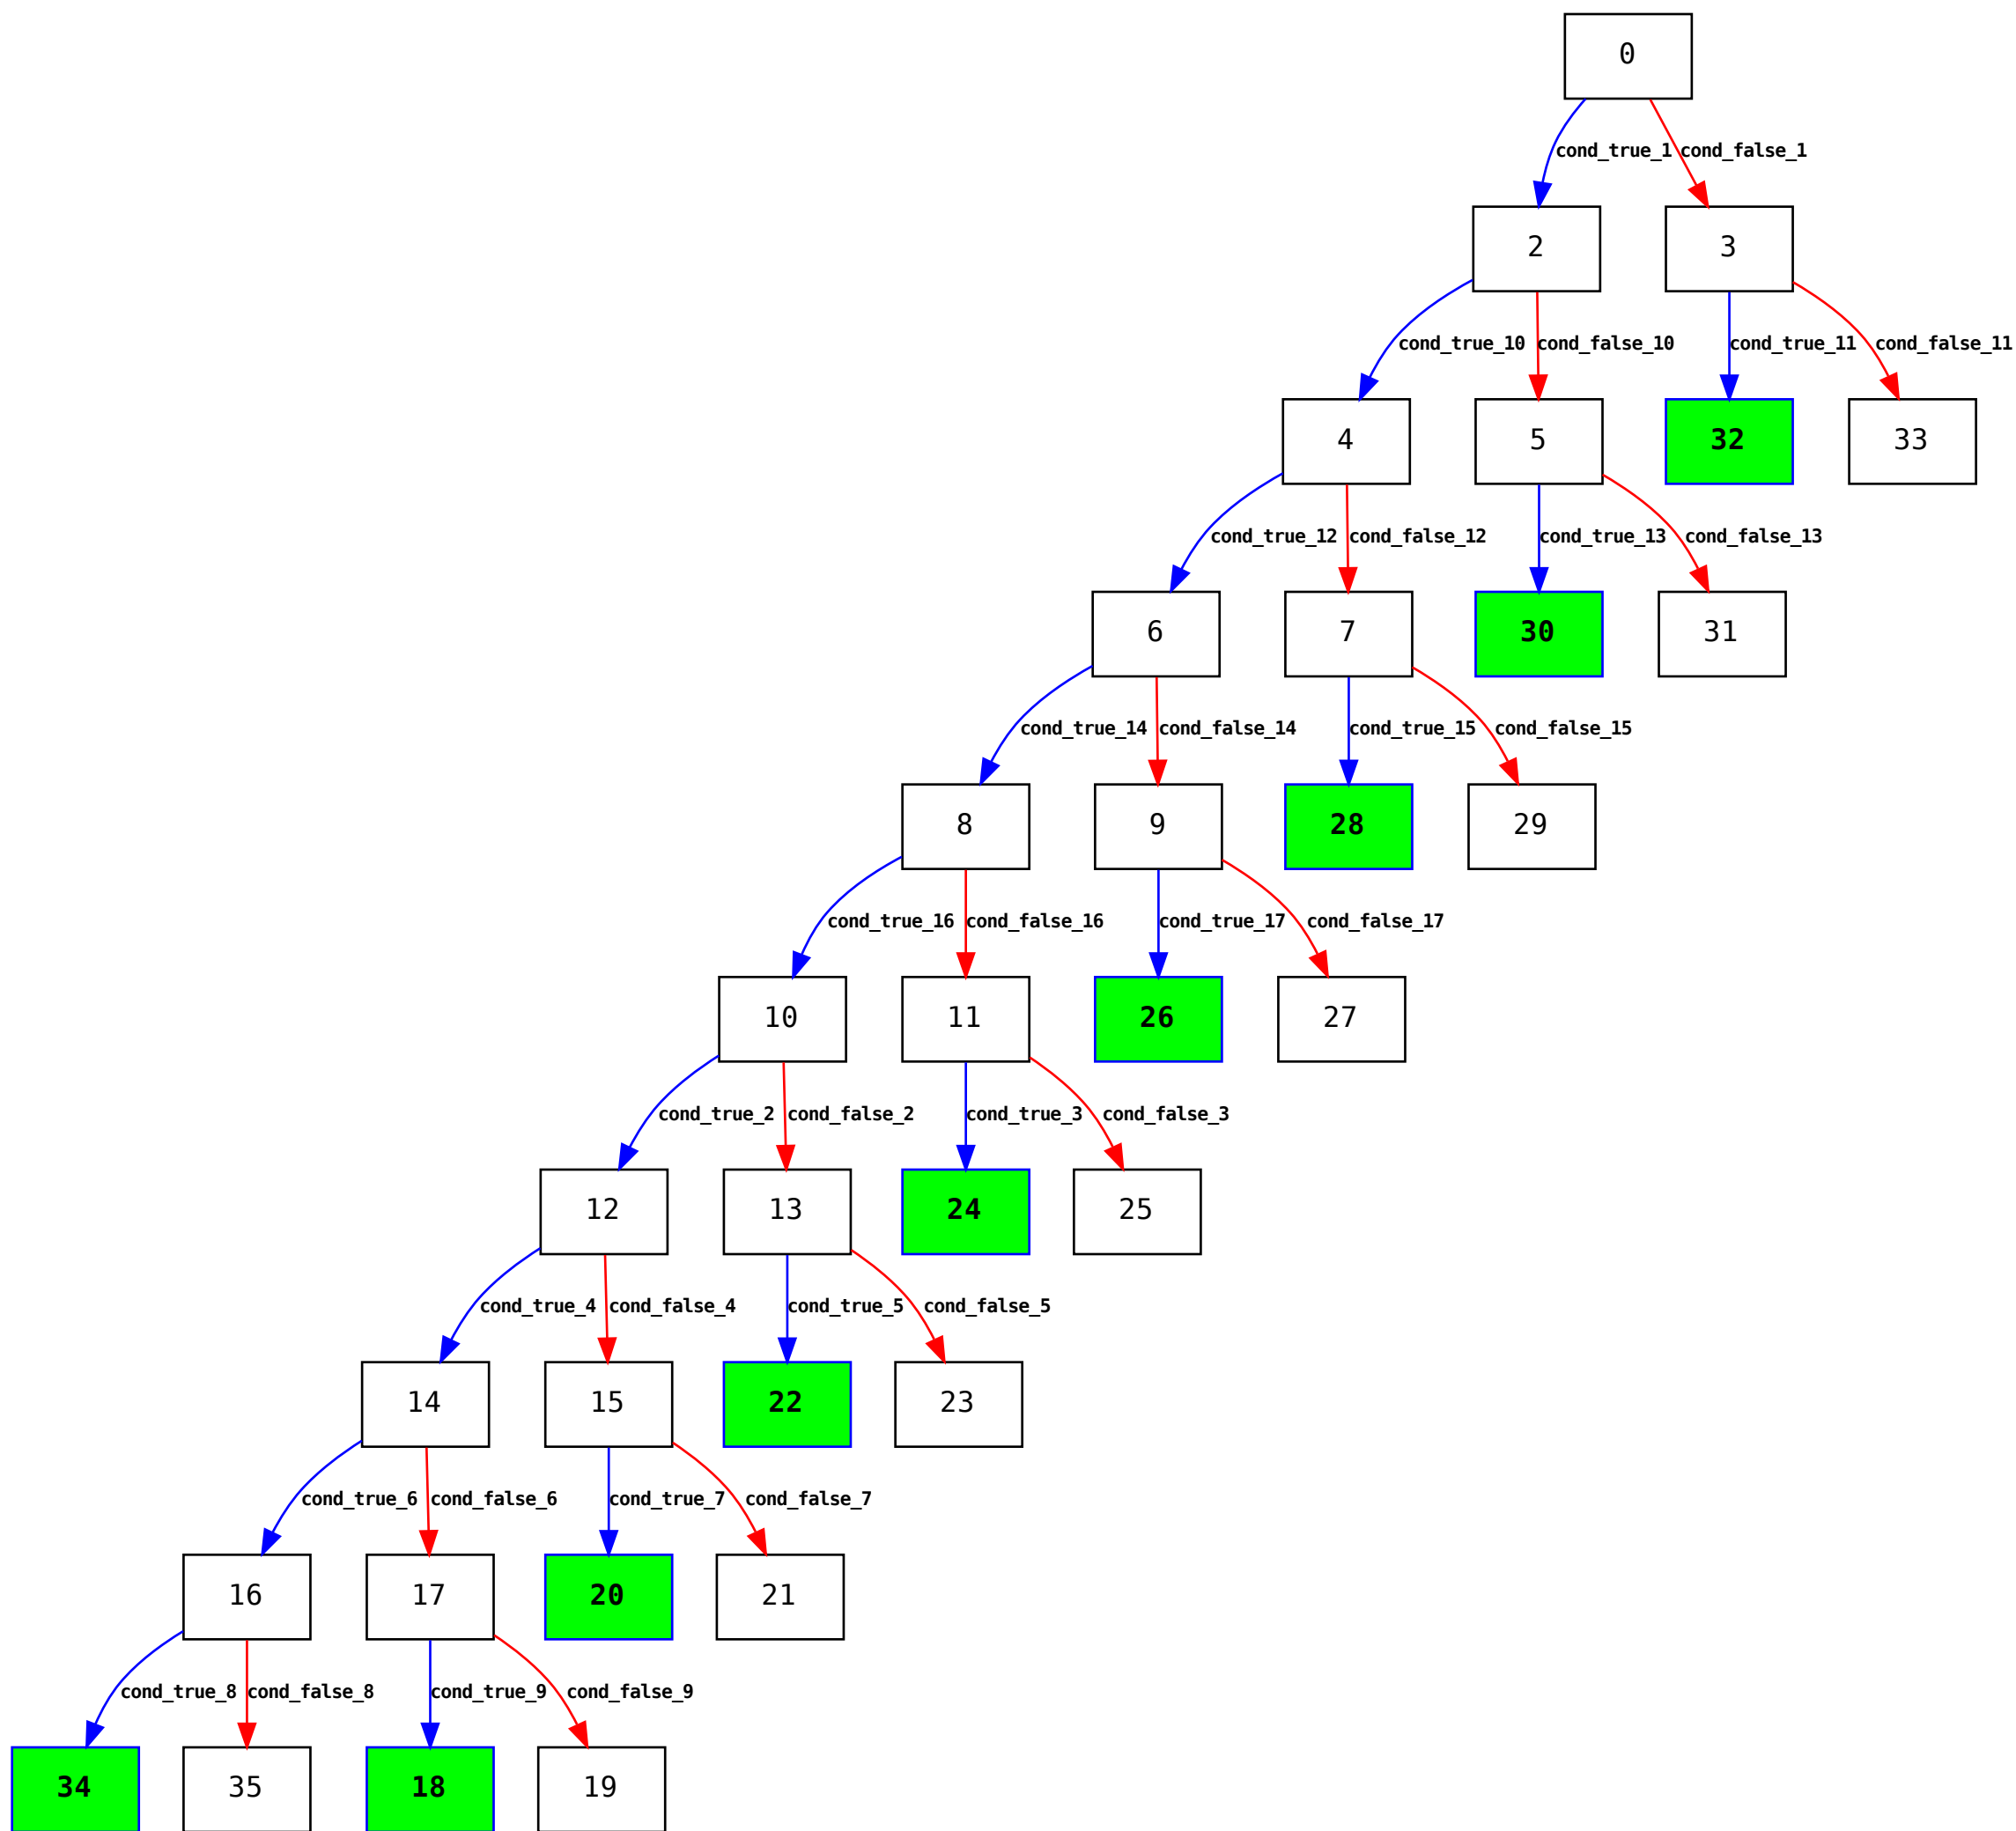 0
cond_true_1 cond_false_1
2 3
cond_true_10 cond_false_10 cond_true_11 cond_false_11
4 5 32 33
cond_true_12 cond_false_12 cond_true_13 cond_false_13
6 7 30 31
cond_true_14 cond_false_14 cond_true_15 cond_false_15
8 9 28 29
cond_true_16 cond_false_16 cond_true_17 cond_false_17
10 11 26 27
cond_true_2 cond_false_2 cond_true_3 cond_false_3
12 13 24 25
cond_true_4 cond_false_4 cond_true_5 cond_false_5
14 15 22 23
cond_true_6 cond_false_6 cond_true_7 cond_false_7
16 17 20 21
cond_true_8 cond_false_8 cond_true_9 cond_false_9
34 35 18 19